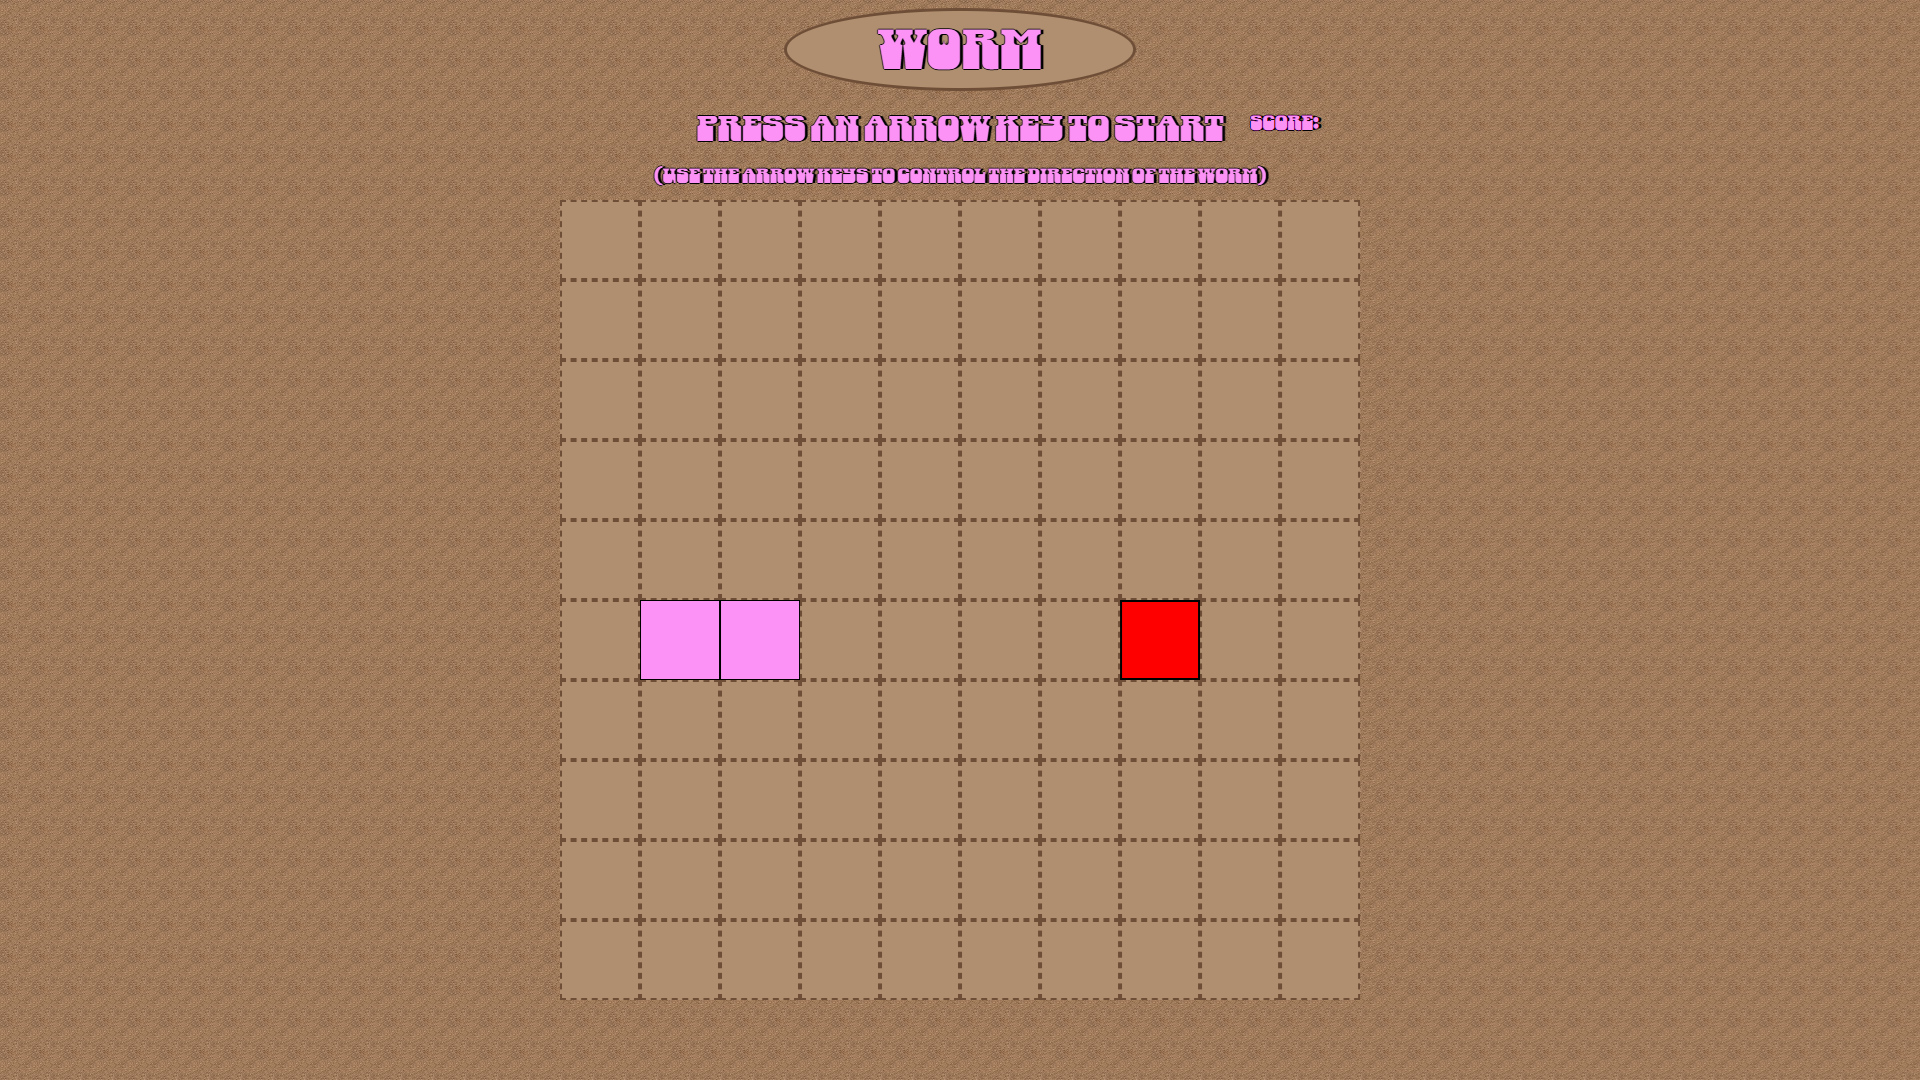 WORM
PRESS AN ARROW KEY TO START
SCORE:
(USE THE ARROW KEYS TO CONTROL THE DIRECTION OF THE WORM)